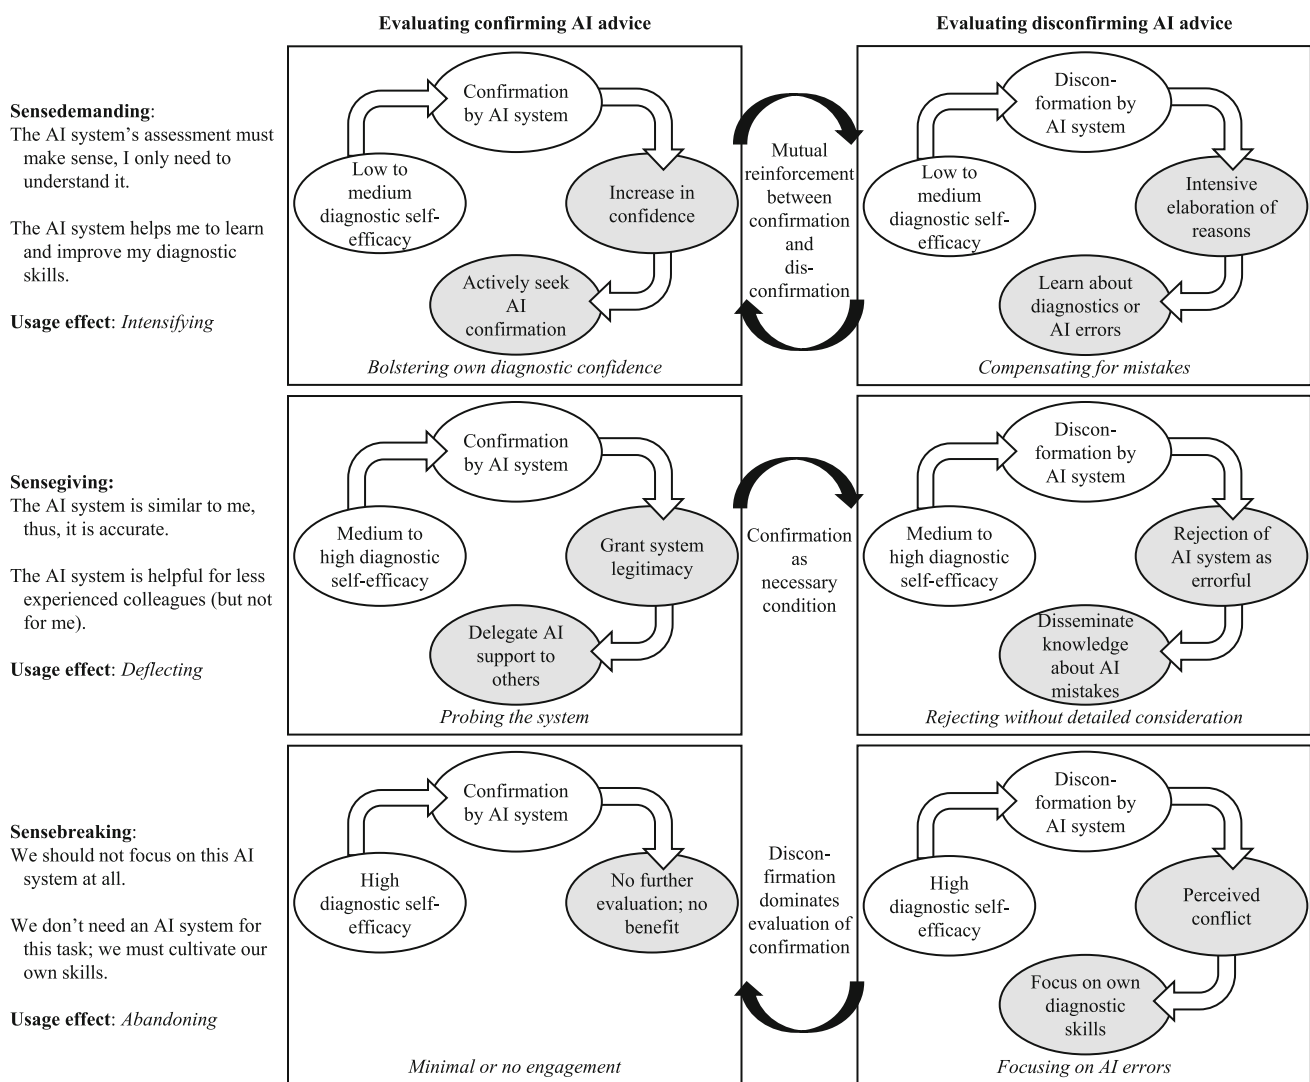 Evaluating confirming AI advice
Evaluating disconfirming AI advice
Sensedemanding:
The AI system's assessment must
make sense, I only need to
understand it.
The AI system helps me to learn
and improve my diagnostic
skills.
Usage effect: Intensifying
Confirmation
by AI system
Low to
medium
diagnostic self-
efficacy
Increase in
confidence
Actively seek
AI
confirmation
Bolstering own diagnostic confidence
Mutual
reinforcement
between
confirmation
and
dis-
confirmation
Discon-
formation by
AI system
Low to
medium
diagnostic self-
efficacy
Intensive
elaboration of
reasons
Learn about
diagnostics or
AI errors
Compensating for mistakes
Sensegiving:
The AI system is similar to me,
thus, it is accurate.
The AI system is helpful for less
experienced colleagues (but not
for me).
Usage effect: Deflecting
Confirmation
by AI system
Medium to
high diagnostic
self-efficacy
Grant system
legitimacy
Delegate AI
support to
others
Probing the system
Confirmation
as
necessary
condition
Discon-
formation by
AI system
Medium to
high diagnostic
self-efficacy
Rejection of
AI system as
errorful
Disseminate
knowledge
about AI
mistakes
Rejecting without detailed consideration
Sensebreaking:
We should not focus on this AI
system at all.
We don't need an AI system for
this task; we must cultivate our
own skills.
Usage effect: Abandoning
Confirmation
by AI system
High
diagnostic self-
efficacy
No further
evaluation; no
benefit
Minimal or no engagement
Discon-
firmation
dominates
evaluation of
confirmation
Discon-
formation by
AI system
High
diagnostic self-
efficacy
Perceived
conflict
Focus on own
diagnostic
skills
Focusing on AI errors